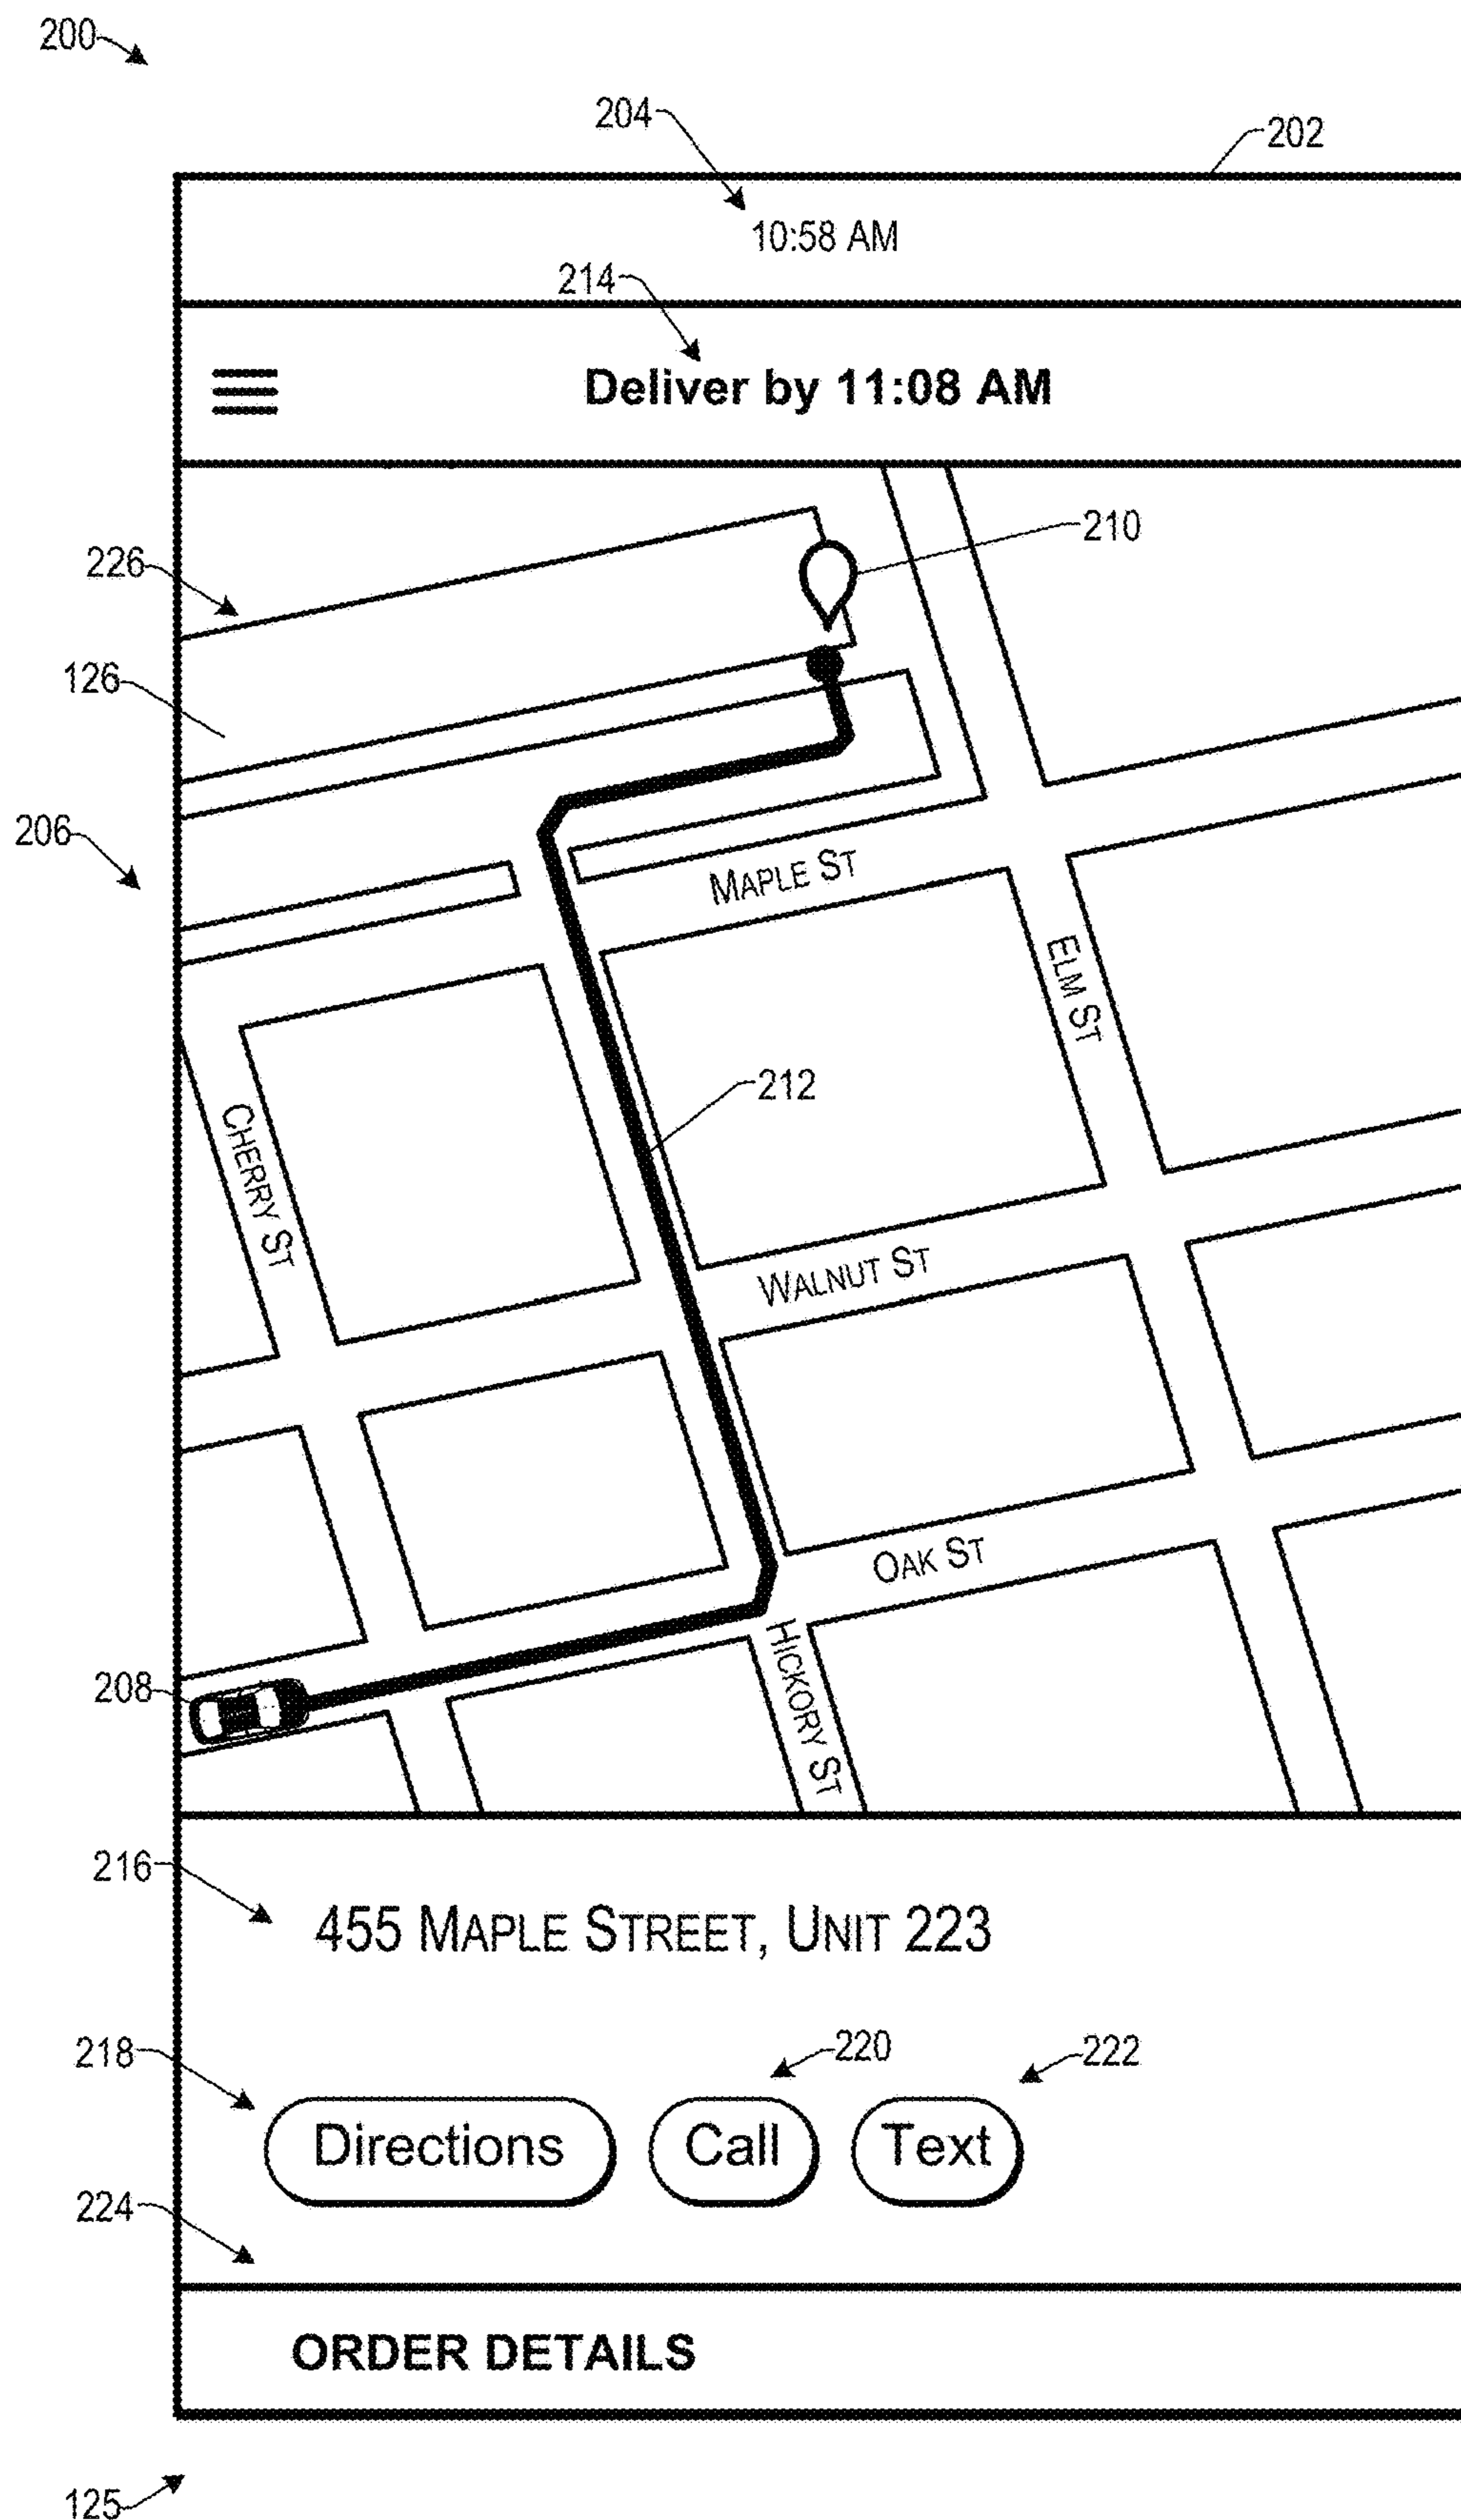 200
204
202
10:58 AM
214
Deliver by 11:08 AM
210
226
126
206
MAPLE ST
ELM ST
212
CHERRY ST
WALNUT ST
OAK ST
HICKORY ST
208
216
455 MAPLE STREET, UNIT 223
218
220
222
Directions
Call
Text
224
ORDER DETAILS
125